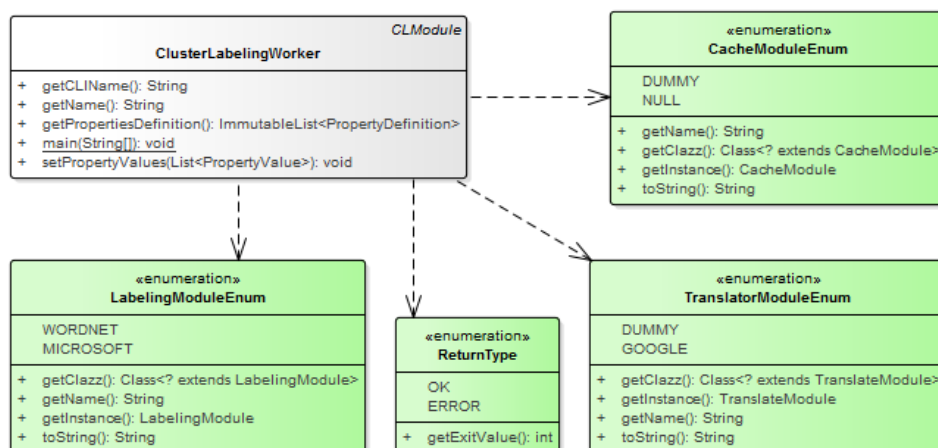 CLModule
ClusterLabelingWorker
+ getCLIName(): String
+ getName(): String
+ getPropertiesDefinition(): ImmutableList<PropertyDefinition>
+ main(String[]): void
+ setPropertyValues(List<PropertyValue>): void
«enumeration»
CacheModuleEnum
DUMMY
NULL
+ getName(): String
+ getClazz(): Class<? extends CacheModule>
+ getInstance(): CacheModule
+ toString(): String
«enumeration»
LabelingModuleEnum
WORDNET
MICROSOFT
+ getClazz(): Class<? extends LabelingModule>
+ getName(): String
+ getInstance(): LabelingModule
+ toString(): String
«enumeration»
ReturnType
OK
ERROR
+ getExitValue(): int
«enumeration»
TranslatorModuleEnum
DUMMY
GOOGLE
+ getClazz(): Class<? extends TranslateModule>
+ getInstance(): TranslateModule
+ getName(): String
+ toString(): String